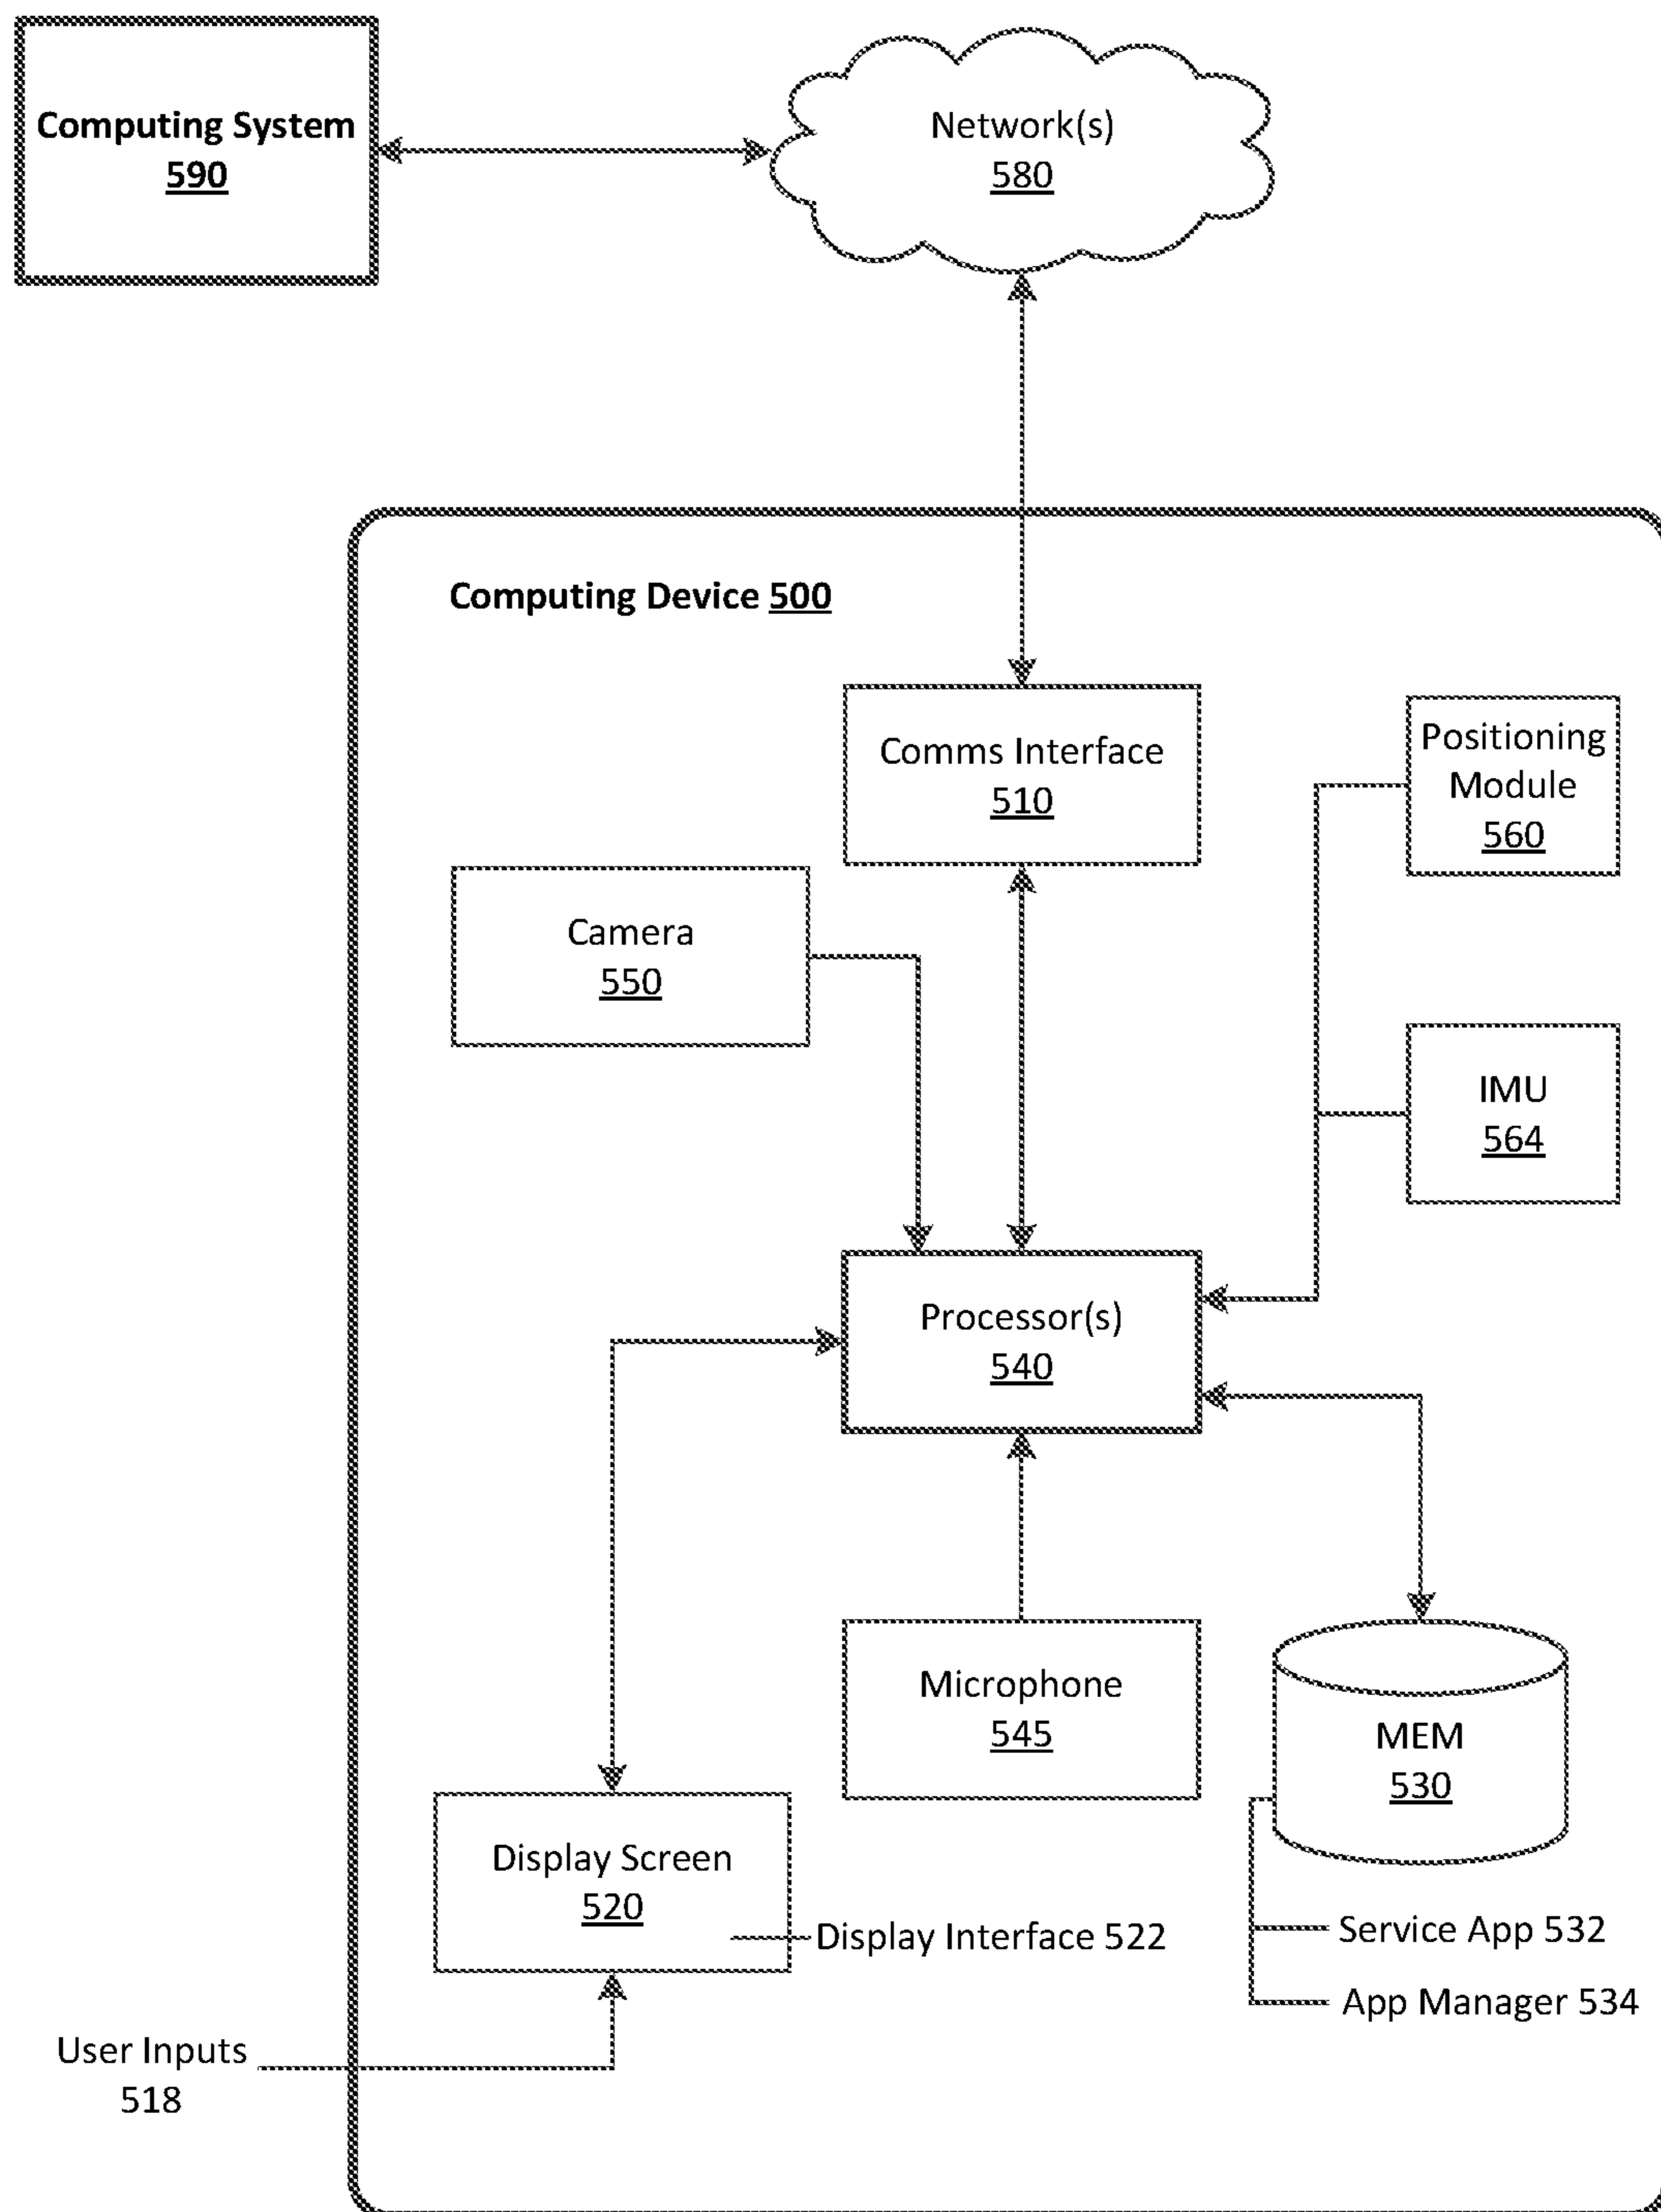 Computing System
590
Network(s)
580
Computing Device 500
Comms Interface
510
Positioning
Module
560
Camera
550
IMU
564
Processor(s)
540
Microphone
545
MEM
530
Display Screen
520
Display Interface 522
Service App 532
App Manager 534
User Inputs
518